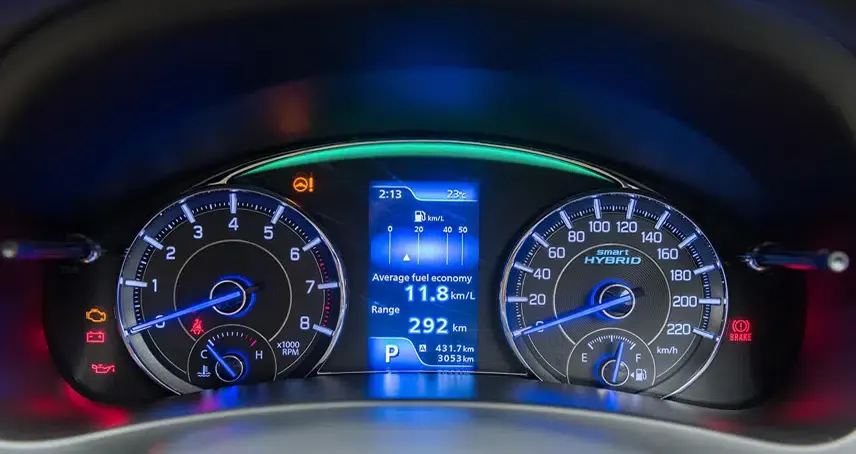 2:13 23°C
km/L
0 20 40 50
Average fuel economy
11.8 km/L
Range
292 km
P A 431.7 km
3053 km
0 1 2 3 4 5 6 7 8
x1000
RPM
C H
0 20 40 60 80 100 120 140 160 180 200 220
smart
HYBRID
km/h
E F
BRAKE